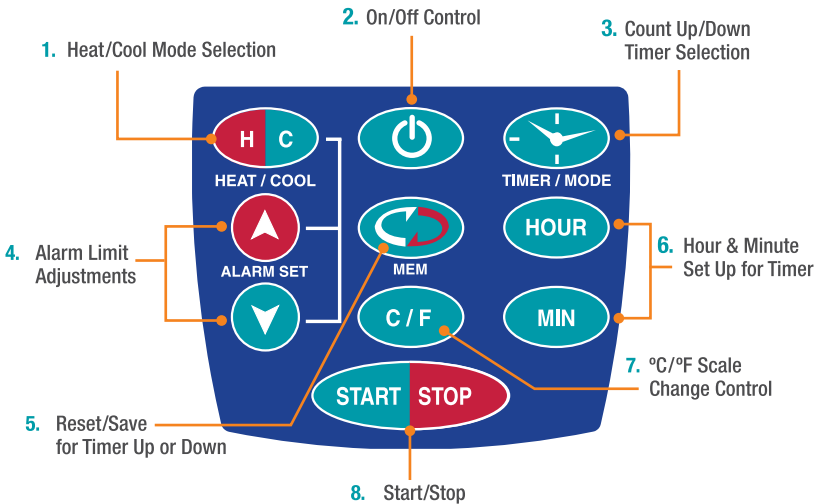 2. On/Off Control
1. Heat/Cool Mode Selection
3. Count Up/Down
Timer Selection
H C
HEAT / COOL
TIMER / MODE
4. Alarm Limit
Adjustments
ALARM SET
MEM
HOUR
6. Hour & Minute
Set Up for Timer
C / F
MIN
7. ºC/ºF Scale
Change Control
START STOP
5. Reset/Save
for Timer Up or Down
8. Start/Stop